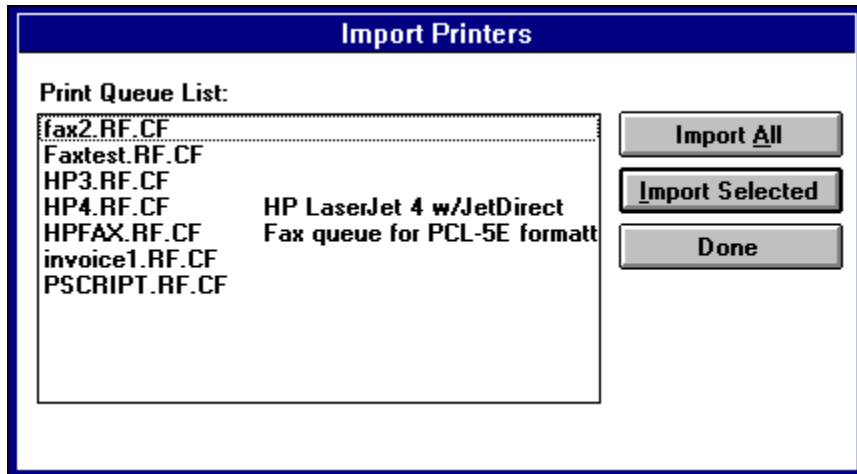 Import Printers
Print Queue List:
fax2.RF.CF
Faxtest.RF.CF
HP3.RF.CF
HP4.RF.CF HP LaserJet 4 w/JetDirect
HPFAX.RF.CF Fax queue for PCL-5E formatt
invoice1.RF.CF
PSCRIPT.RF.CF
Import All
Import Selected
Done